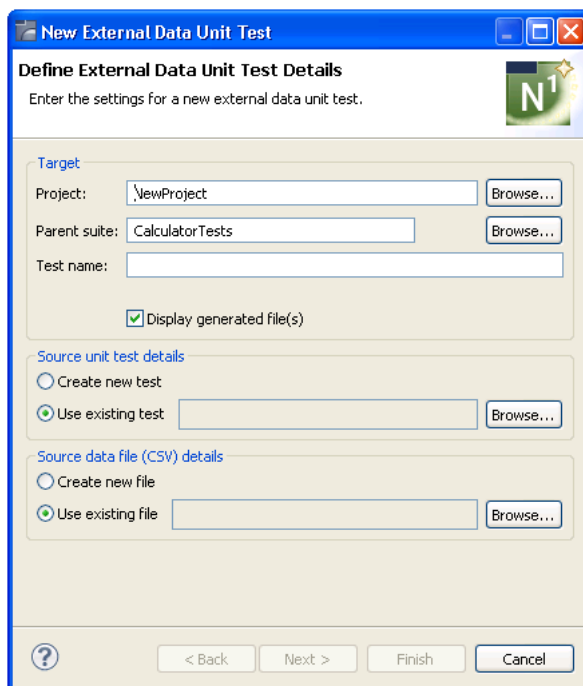 New External Data Unit Test
Define External Data Unit Test Details
Enter the settings for a new external data unit test.
N1
Target
Project: \NewProject Browse...
Parent suite: CalculatorTests Browse...
Test name:
Display generated file(s)
Source unit test details
Create new test
Use existing test Browse...
Source data file (CSV) details
Create new file
Use existing file Browse...
? < Back Next > Finish Cancel